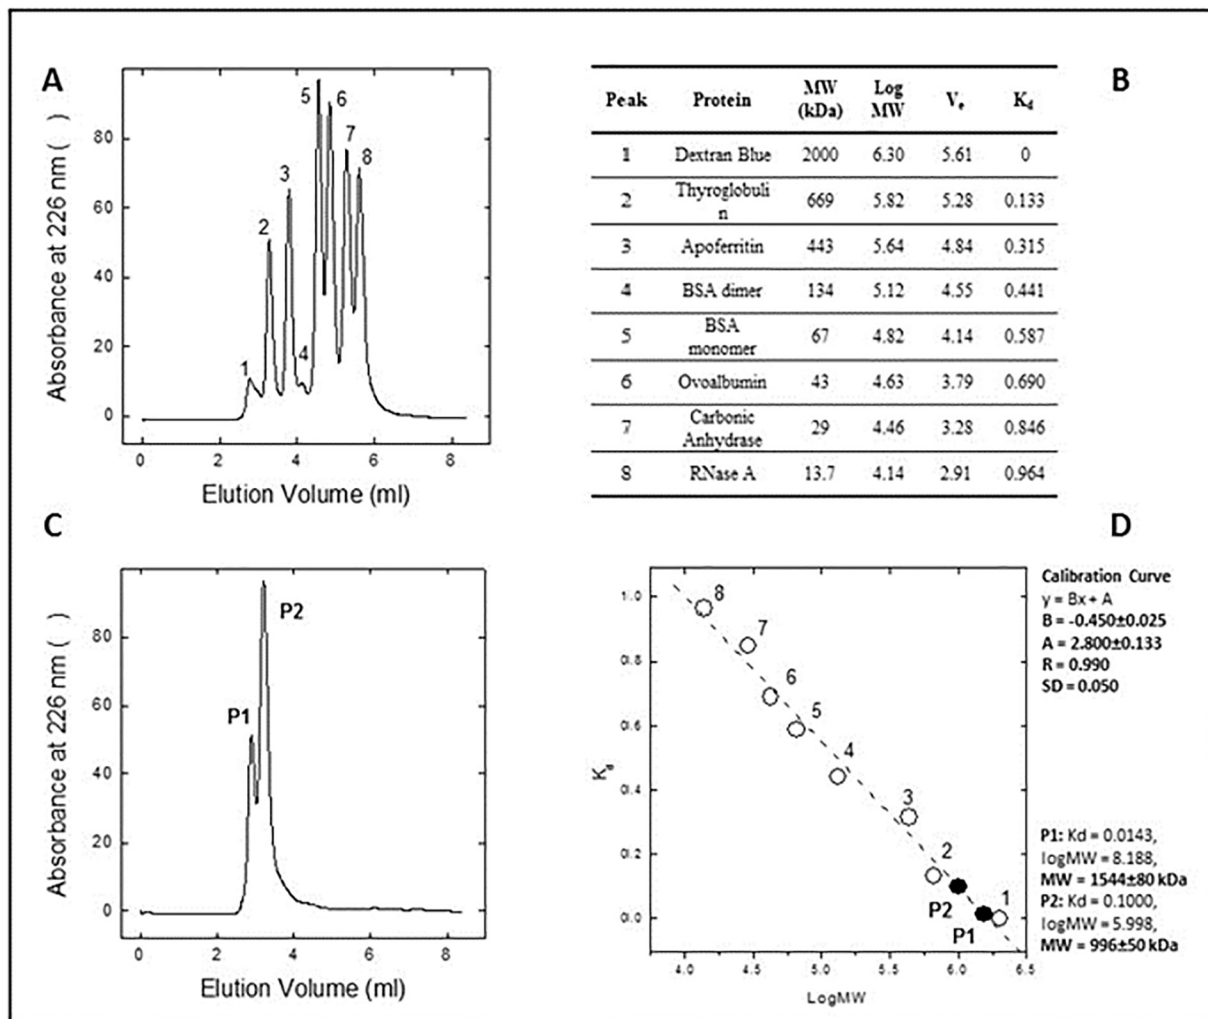 A
Absorbance at 226 nm ( )
80
60
40
20
0
1
2
3
4
5
6
7
8
0
2
4
6
8
Elution Volume (ml)
B
Peak Protein MW (kDa) Log MW Ve Kd
1 Dextran Blue 2000 6.30 5.61 0
2 Thyroglobuli
n 669 5.82 5.28 0.133
3 Apoferritin 443 5.64 4.84 0.315
4 BSA dimer 134 5.12 4.55 0.441
5 BSA
monomer 67 4.82 4.14 0.587
6 Ovoalbumin 43 4.63 3.79 0.690
7 Carbonic
Anhydrase 29 4.46 3.28 0.846
8 RNase A 13.7 4.14 2.91 0.964
C
Absorbance at 226 nm ( )
80
60
40
20
0
P1
P2
0
2
4
6
8
Elution Volume (ml)
D
Kd
1.0
0.8
0.6
0.4
0.2
0.0
8
7
6
5
4
3
2
1
P2
P1
4.0
4.5
5.0
5.5
6.0
6.5
LogMW
Calibration Curve
y = Bx + A
B = -0.450±0.025
A = 2.800±0.133
R = 0.990
SD = 0.050
P1: Kd = 0.0143,
logMW = 8.188,
MW = 1544±80 kDa
P2: Kd = 0.1000,
logMW = 5.998,
MW = 996±50 kDa